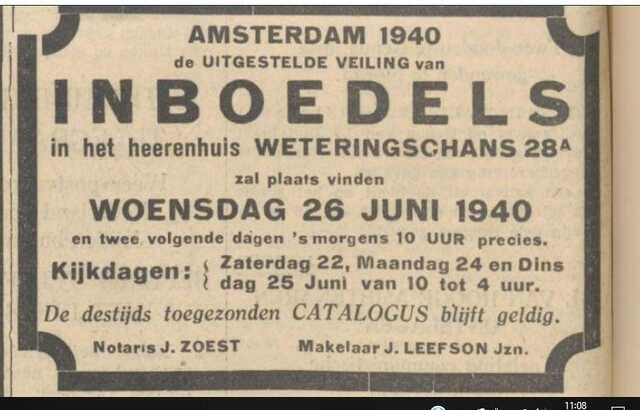 AMSTERDAM 1940
de UITGESTELDE VEILING van
INBOEDELS
in het heerenhuis WETERINGSCHANS 28A
zal plaats vinden
WOENSDAG 26 JUNI 1940
en twee volgende dagen 's morgens 10 UUR precies.
Kijkdagen: { Zaterdag 22, Maandag 24 en Dins
dag 25 Juni van 10 tot 4 uur.
De destijds toegezonden CATALOGUS blijft geldig.
Notaris J. ZOEST Makelaar J. LEEFSON Jzn.
11:08